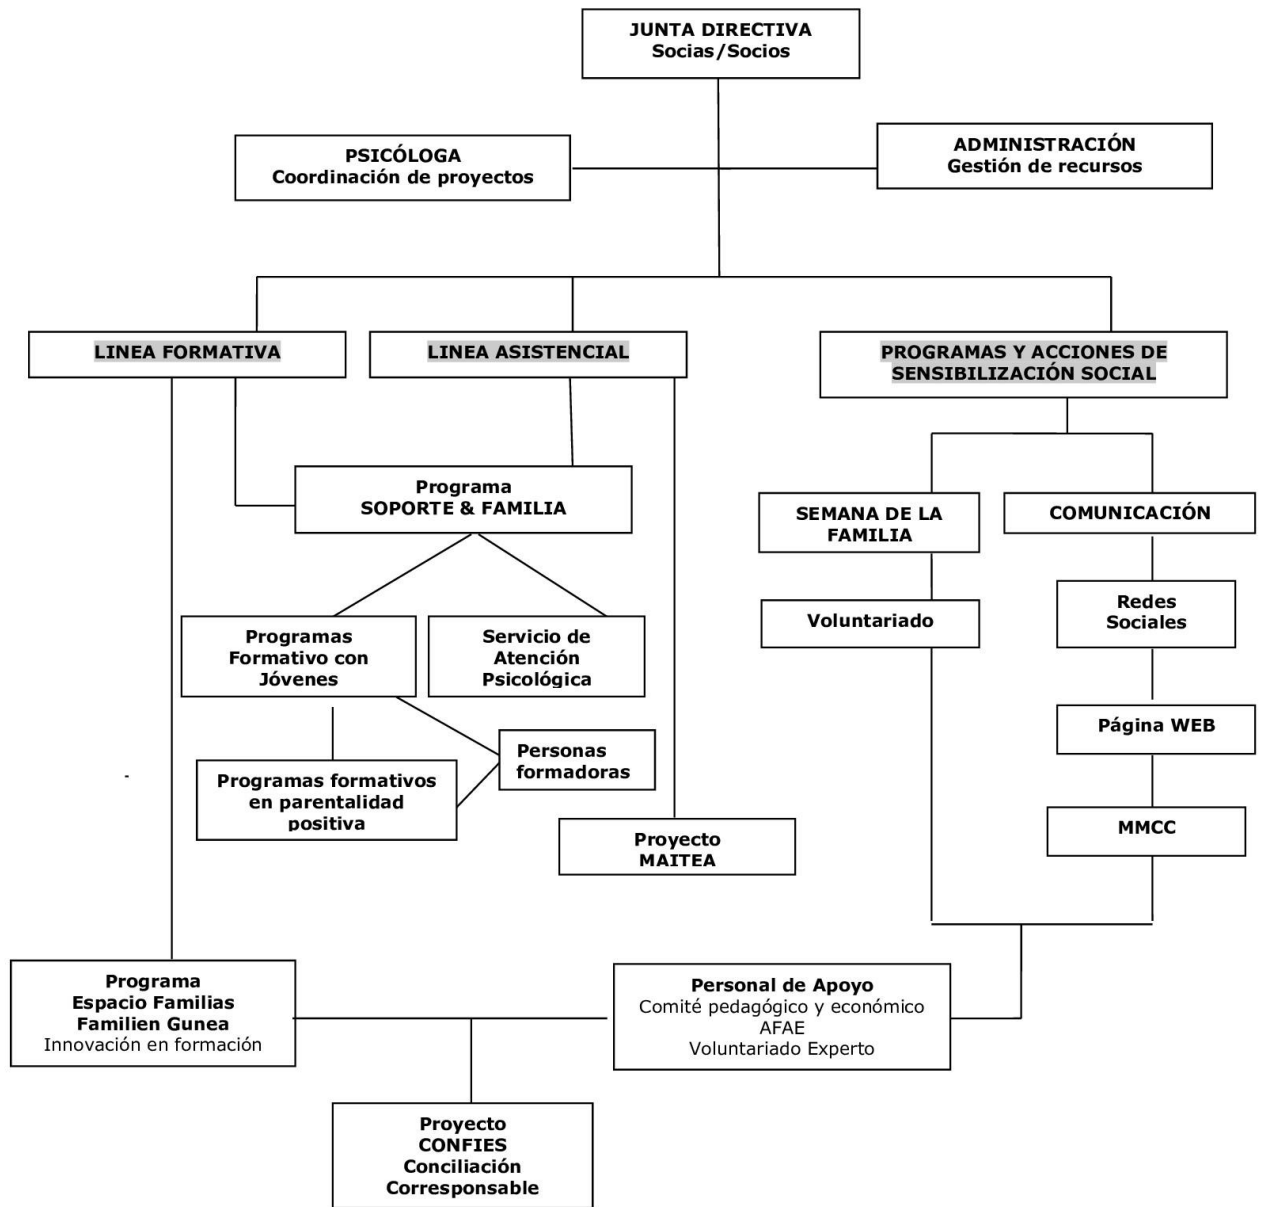 JUNTA DIRECTIVA
Socias/Socios
PSICÓLOGA
Coordinación de proyectos
ADMINISTRACIÓN
Gestión de recursos
LINEA FORMATIVA
LINEA ASISTENCIAL
PROGRAMAS Y ACCIONES DE
SENSIBILIZACIÓN SOCIAL
Programa
SOPORTE & FAMILIA
SEMANA DE LA
FAMILIA
COMUNICACIÓN
Voluntariado
Redes
Sociales
Programas
Formativo con
Jóvenes
Servicio de
Atención
Psicológica
Página WEB
Personas
formadoras
Programas formativos
en parentalidad
positiva
Proyecto
MAITEA
MMCC
Programa
Espacio Familias
Familien Gunea
Innovación en formación
Personal de Apoyo
Comité pedagógico y económico
AFAE
Voluntariado Experto
Proyecto
CONFIES
Conciliación
Corresponsable